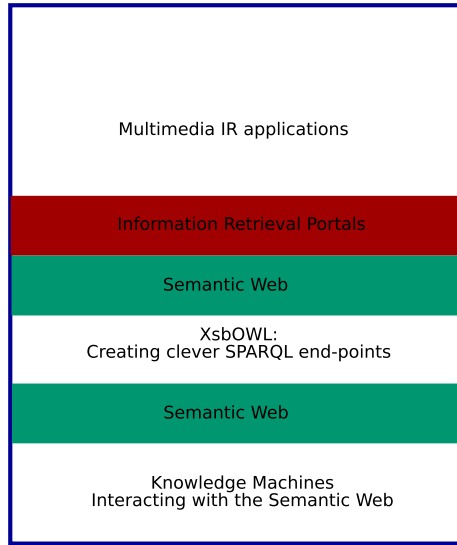 Multimedia IR applications
Information Retrieval Portals
Semantic Web
XsbOWL:
Creating clever SPARQL end-points
Semantic Web
Knowledge Machines
Interacting with the Semantic Web